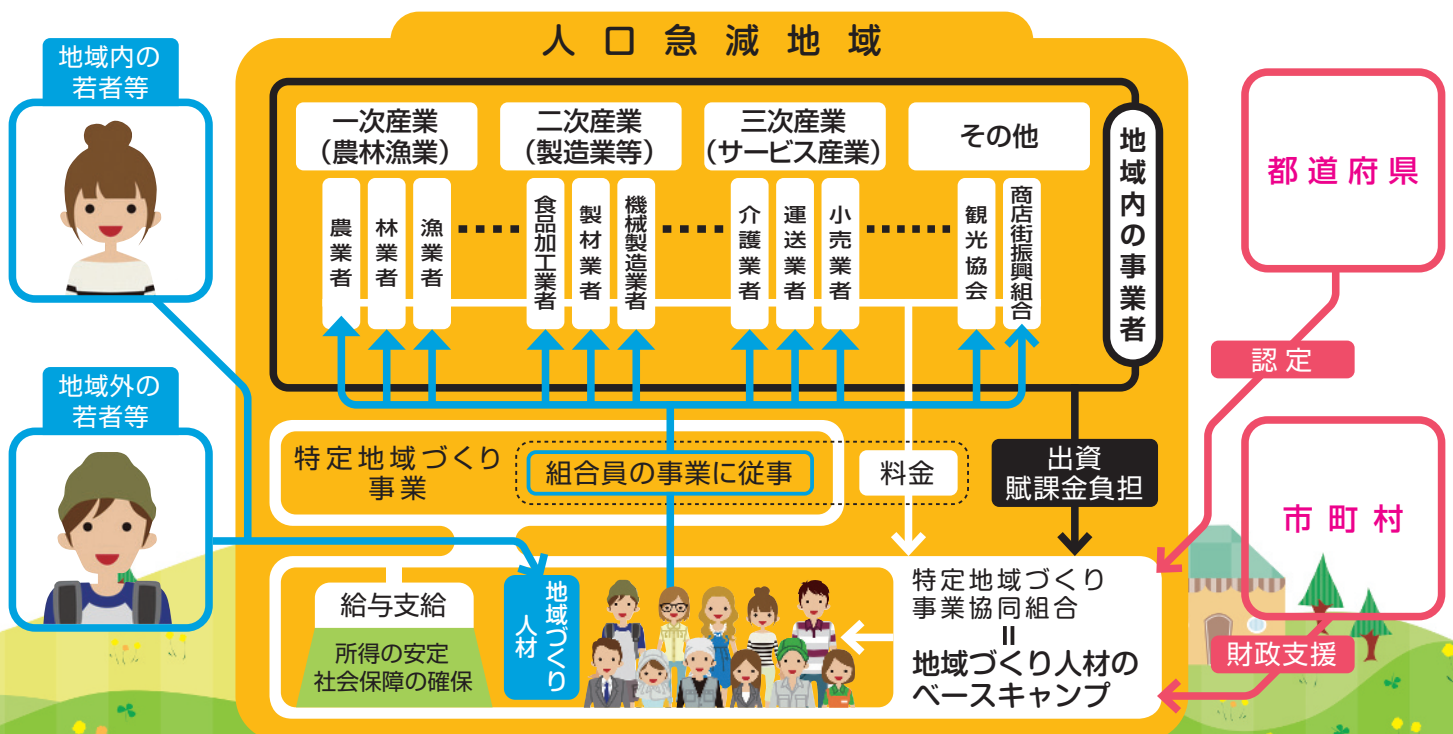 人口急減地域
地域内の
若者等
地域外の
若者等
一次産業
(農林漁業)
二次産業
(製造業等)
三次産業
(サービス産業)
その他
農業者
林業者
漁業者
食品加工業者
製材業者
機械製造業者
介護業者
運送業者
小売業者
観光協会
商店街振興組合
地域内の事業者
都道府県
認定
市町村
財政支援
特定地域づくり
事業
組合員の事業に従事
料金
出資
賦課金負担
給与支給
所得の安定
社会保障の確保
地域づくり
人材
特定地域づくり
事業協同組合
=
地域づくり人材の
ベースキャンプ